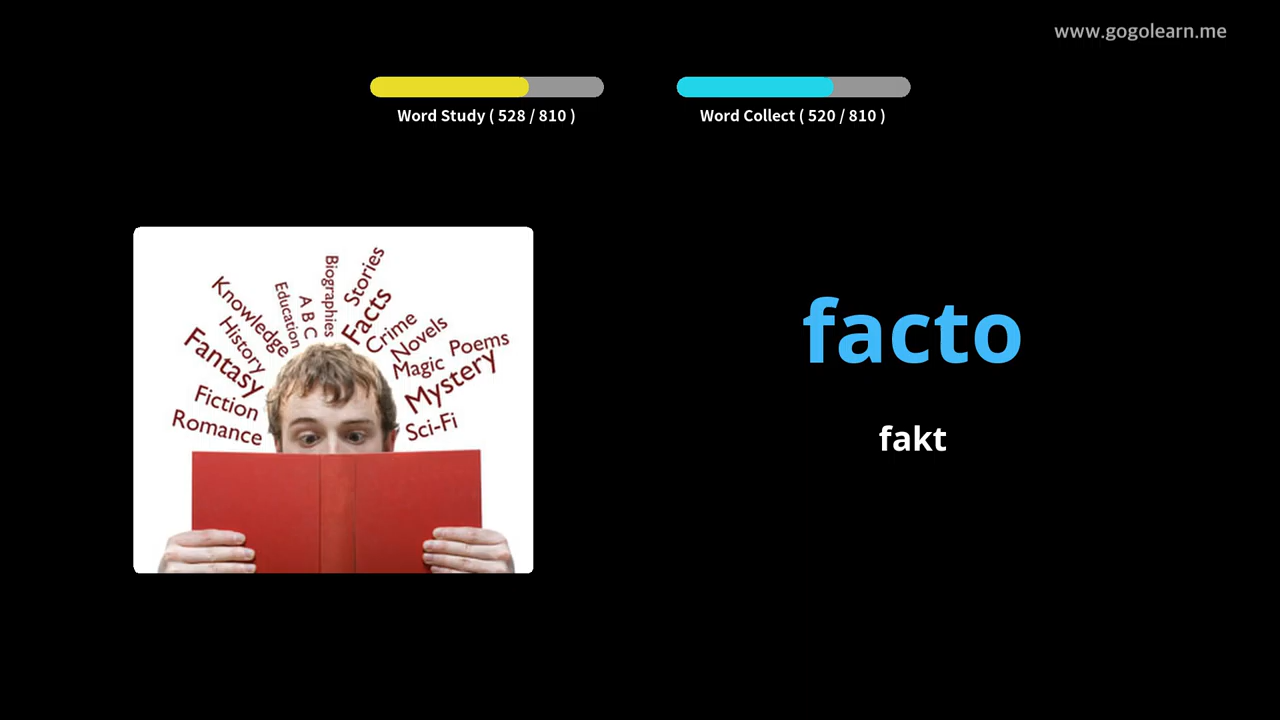 www.gogolearn.me
Word Study ( 528 / 810 )
Word Collect ( 520 / 810 )
Knowledge
History
Fantasy
Fiction
Romance
Education
A B C
Biographies
Stories
Facts
Crime
Novels
Magic
Poems
Mystery
Sci-Fi
facto
fakt